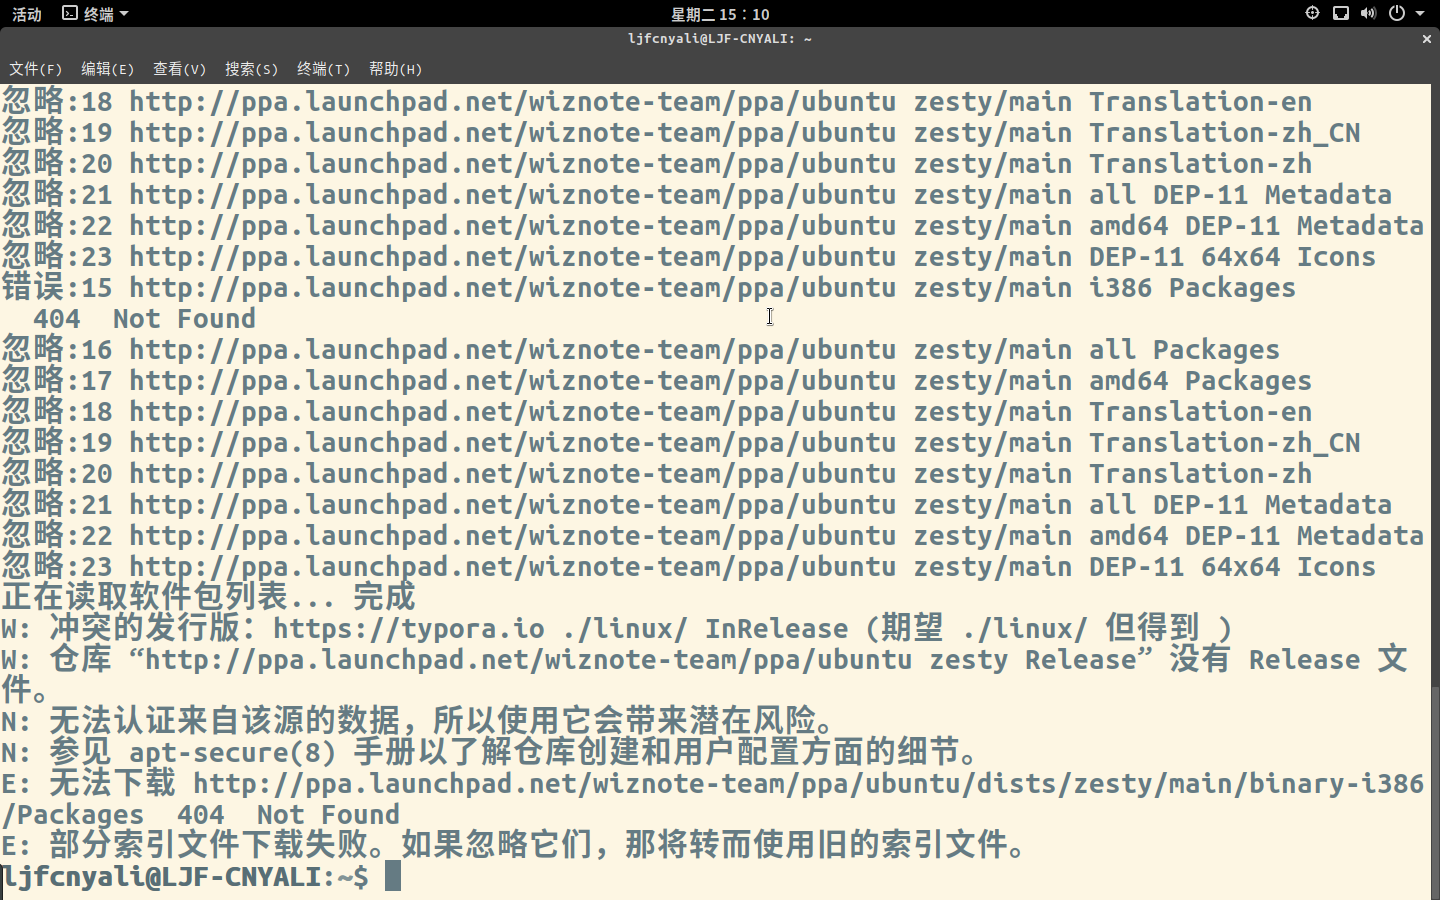 活动 终端 星期二 15：10
ljfcnyali@LJF-CNYALI: ~
文件(F) 编辑(E) 查看(V) 搜索(S) 终端(T) 帮助(H)
忽略:18 http://ppa.launchpad.net/wiznote-team/ppa/ubuntu zesty/main Translation-en
忽略:19 http://ppa.launchpad.net/wiznote-team/ppa/ubuntu zesty/main Translation-zh_CN
忽略:20 http://ppa.launchpad.net/wiznote-team/ppa/ubuntu zesty/main Translation-zh
忽略:21 http://ppa.launchpad.net/wiznote-team/ppa/ubuntu zesty/main all DEP-11 Metadata
忽略:22 http://ppa.launchpad.net/wiznote-team/ppa/ubuntu zesty/main amd64 DEP-11 Metadata
忽略:23 http://ppa.launchpad.net/wiznote-team/ppa/ubuntu zesty/main DEP-11 64x64 Icons
错误:15 http://ppa.launchpad.net/wiznote-team/ppa/ubuntu zesty/main i386 Packages
  404  Not Found
忽略:16 http://ppa.launchpad.net/wiznote-team/ppa/ubuntu zesty/main all Packages
忽略:17 http://ppa.launchpad.net/wiznote-team/ppa/ubuntu zesty/main amd64 Packages
忽略:18 http://ppa.launchpad.net/wiznote-team/ppa/ubuntu zesty/main Translation-en
忽略:19 http://ppa.launchpad.net/wiznote-team/ppa/ubuntu zesty/main Translation-zh_CN
忽略:20 http://ppa.launchpad.net/wiznote-team/ppa/ubuntu zesty/main Translation-zh
忽略:21 http://ppa.launchpad.net/wiznote-team/ppa/ubuntu zesty/main all DEP-11 Metadata
忽略:22 http://ppa.launchpad.net/wiznote-team/ppa/ubuntu zesty/main amd64 DEP-11 Metadata
忽略:23 http://ppa.launchpad.net/wiznote-team/ppa/ubuntu zesty/main DEP-11 64x64 Icons
正在读取软件包列表... 完成
W: 冲突的发行版：https://typora.io ./linux/ InRelease（期望 ./linux/ 但得到 ）
W: 仓库 “http://ppa.launchpad.net/wiznote-team/ppa/ubuntu zesty Release” 没有 Release 文
件。
N: 无法认证来自该源的数据，所以使用它会带来潜在风险。
N: 参见 apt-secure(8) 手册以了解仓库创建和用户配置方面的细节。
E: 无法下载 http://ppa.launchpad.net/wiznote-team/ppa/ubuntu/dists/zesty/main/binary-i386
/Packages  404  Not Found
E: 部分索引文件下载失败。如果忽略它们，那将转而使用旧的索引文件。
ljfcnyali@LJF-CNYALI:~$